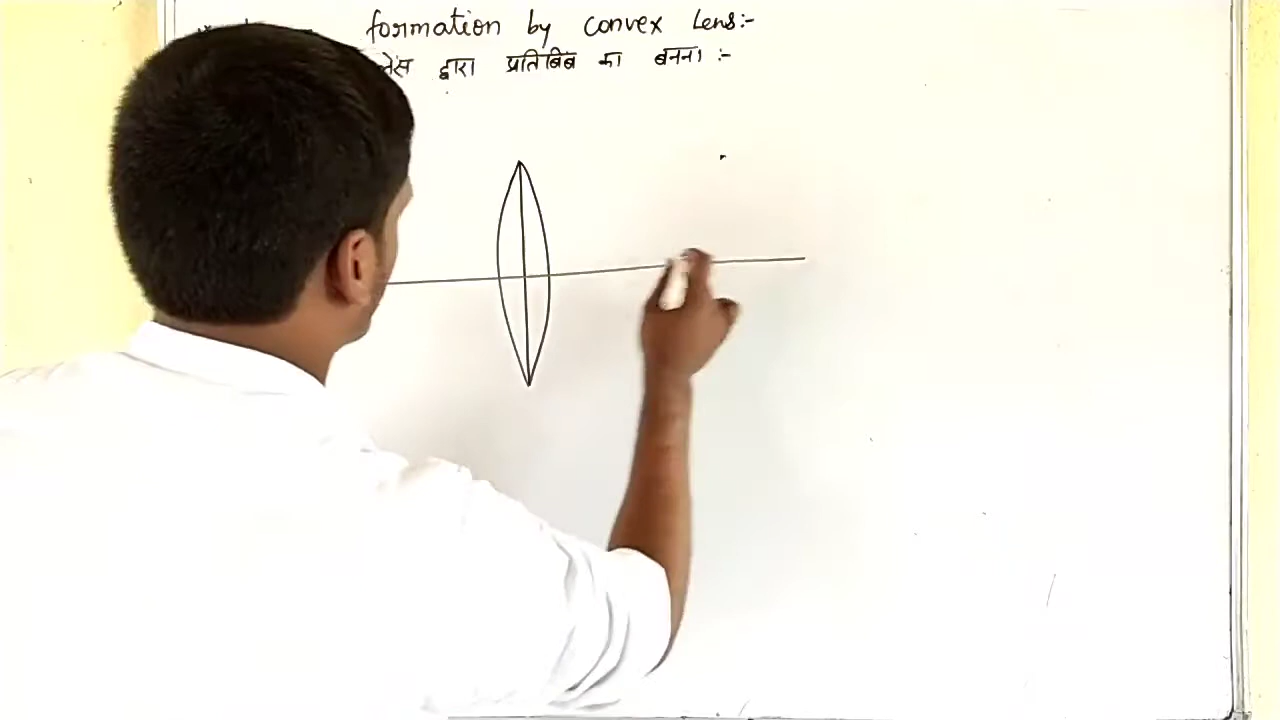 formation by convex Lens:-
लेंस द्वारा प्रतिबिंब का बनना :-